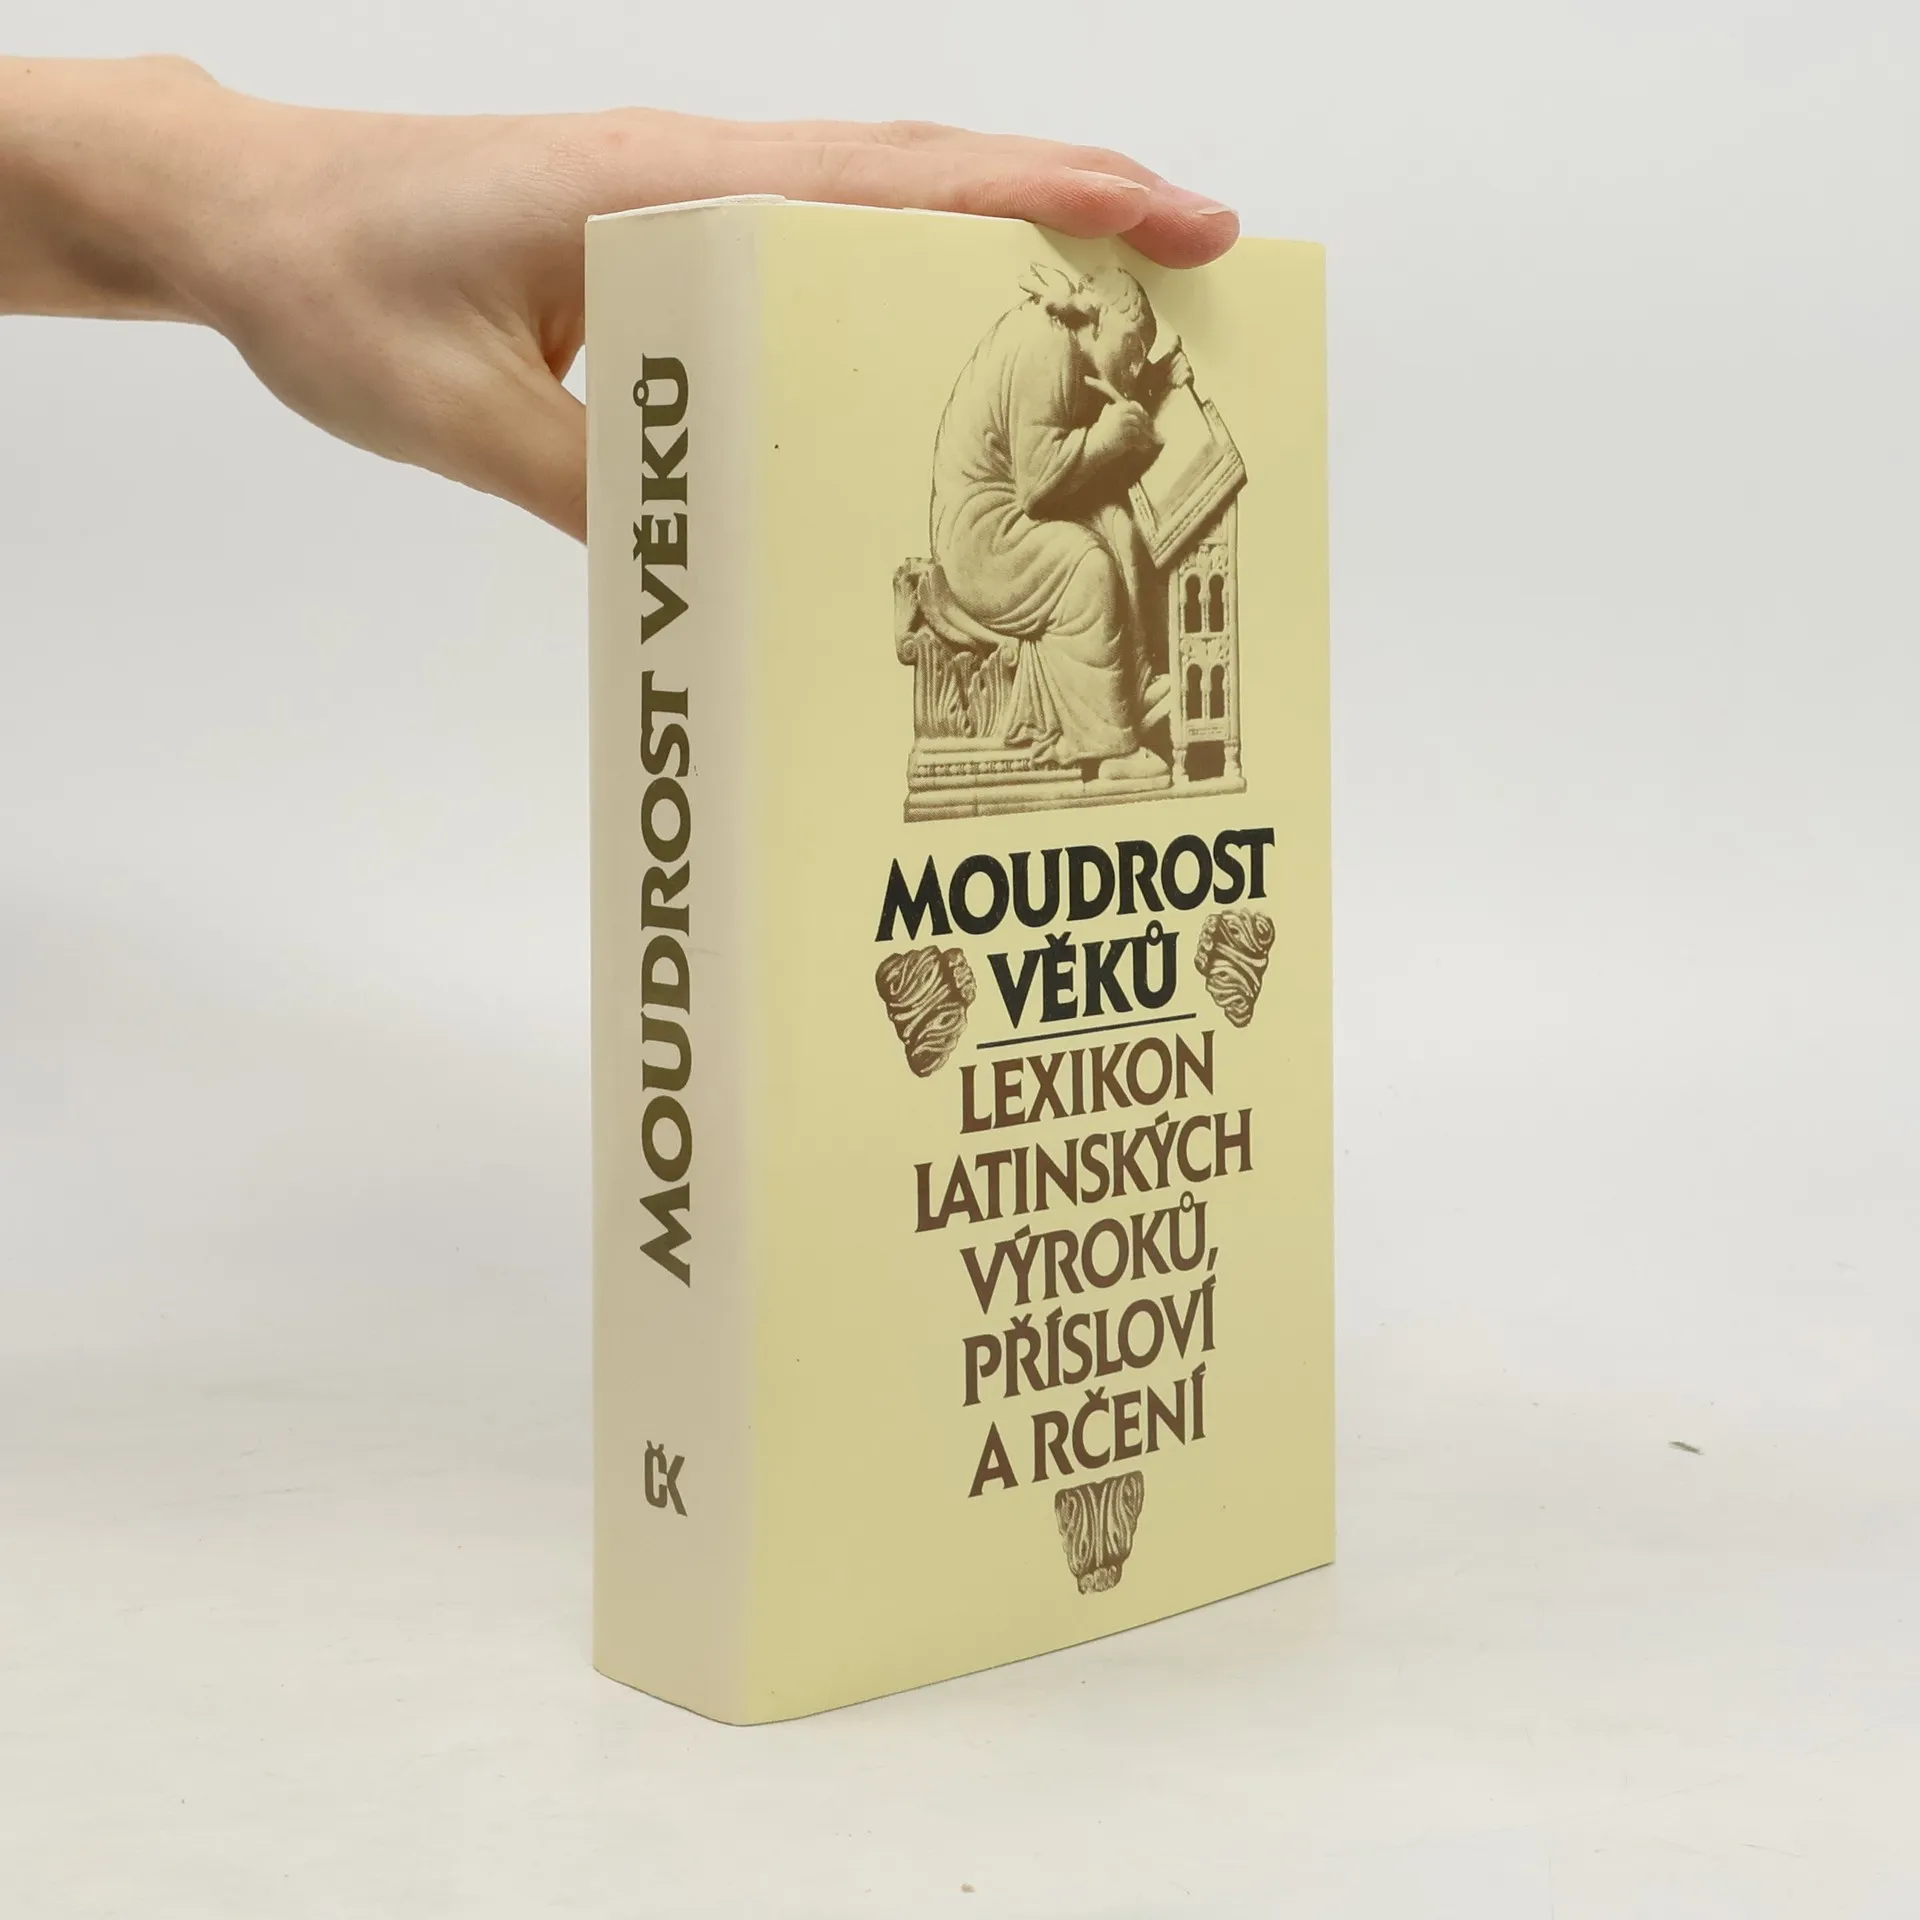 MOUDROST VĚKŮ
ČK
MOUDROST
VĚKŮ
LEXIKON
LATINSKÝCH
VÝROKŮ,
PŘÍSLOVÍ
A RČENÍ